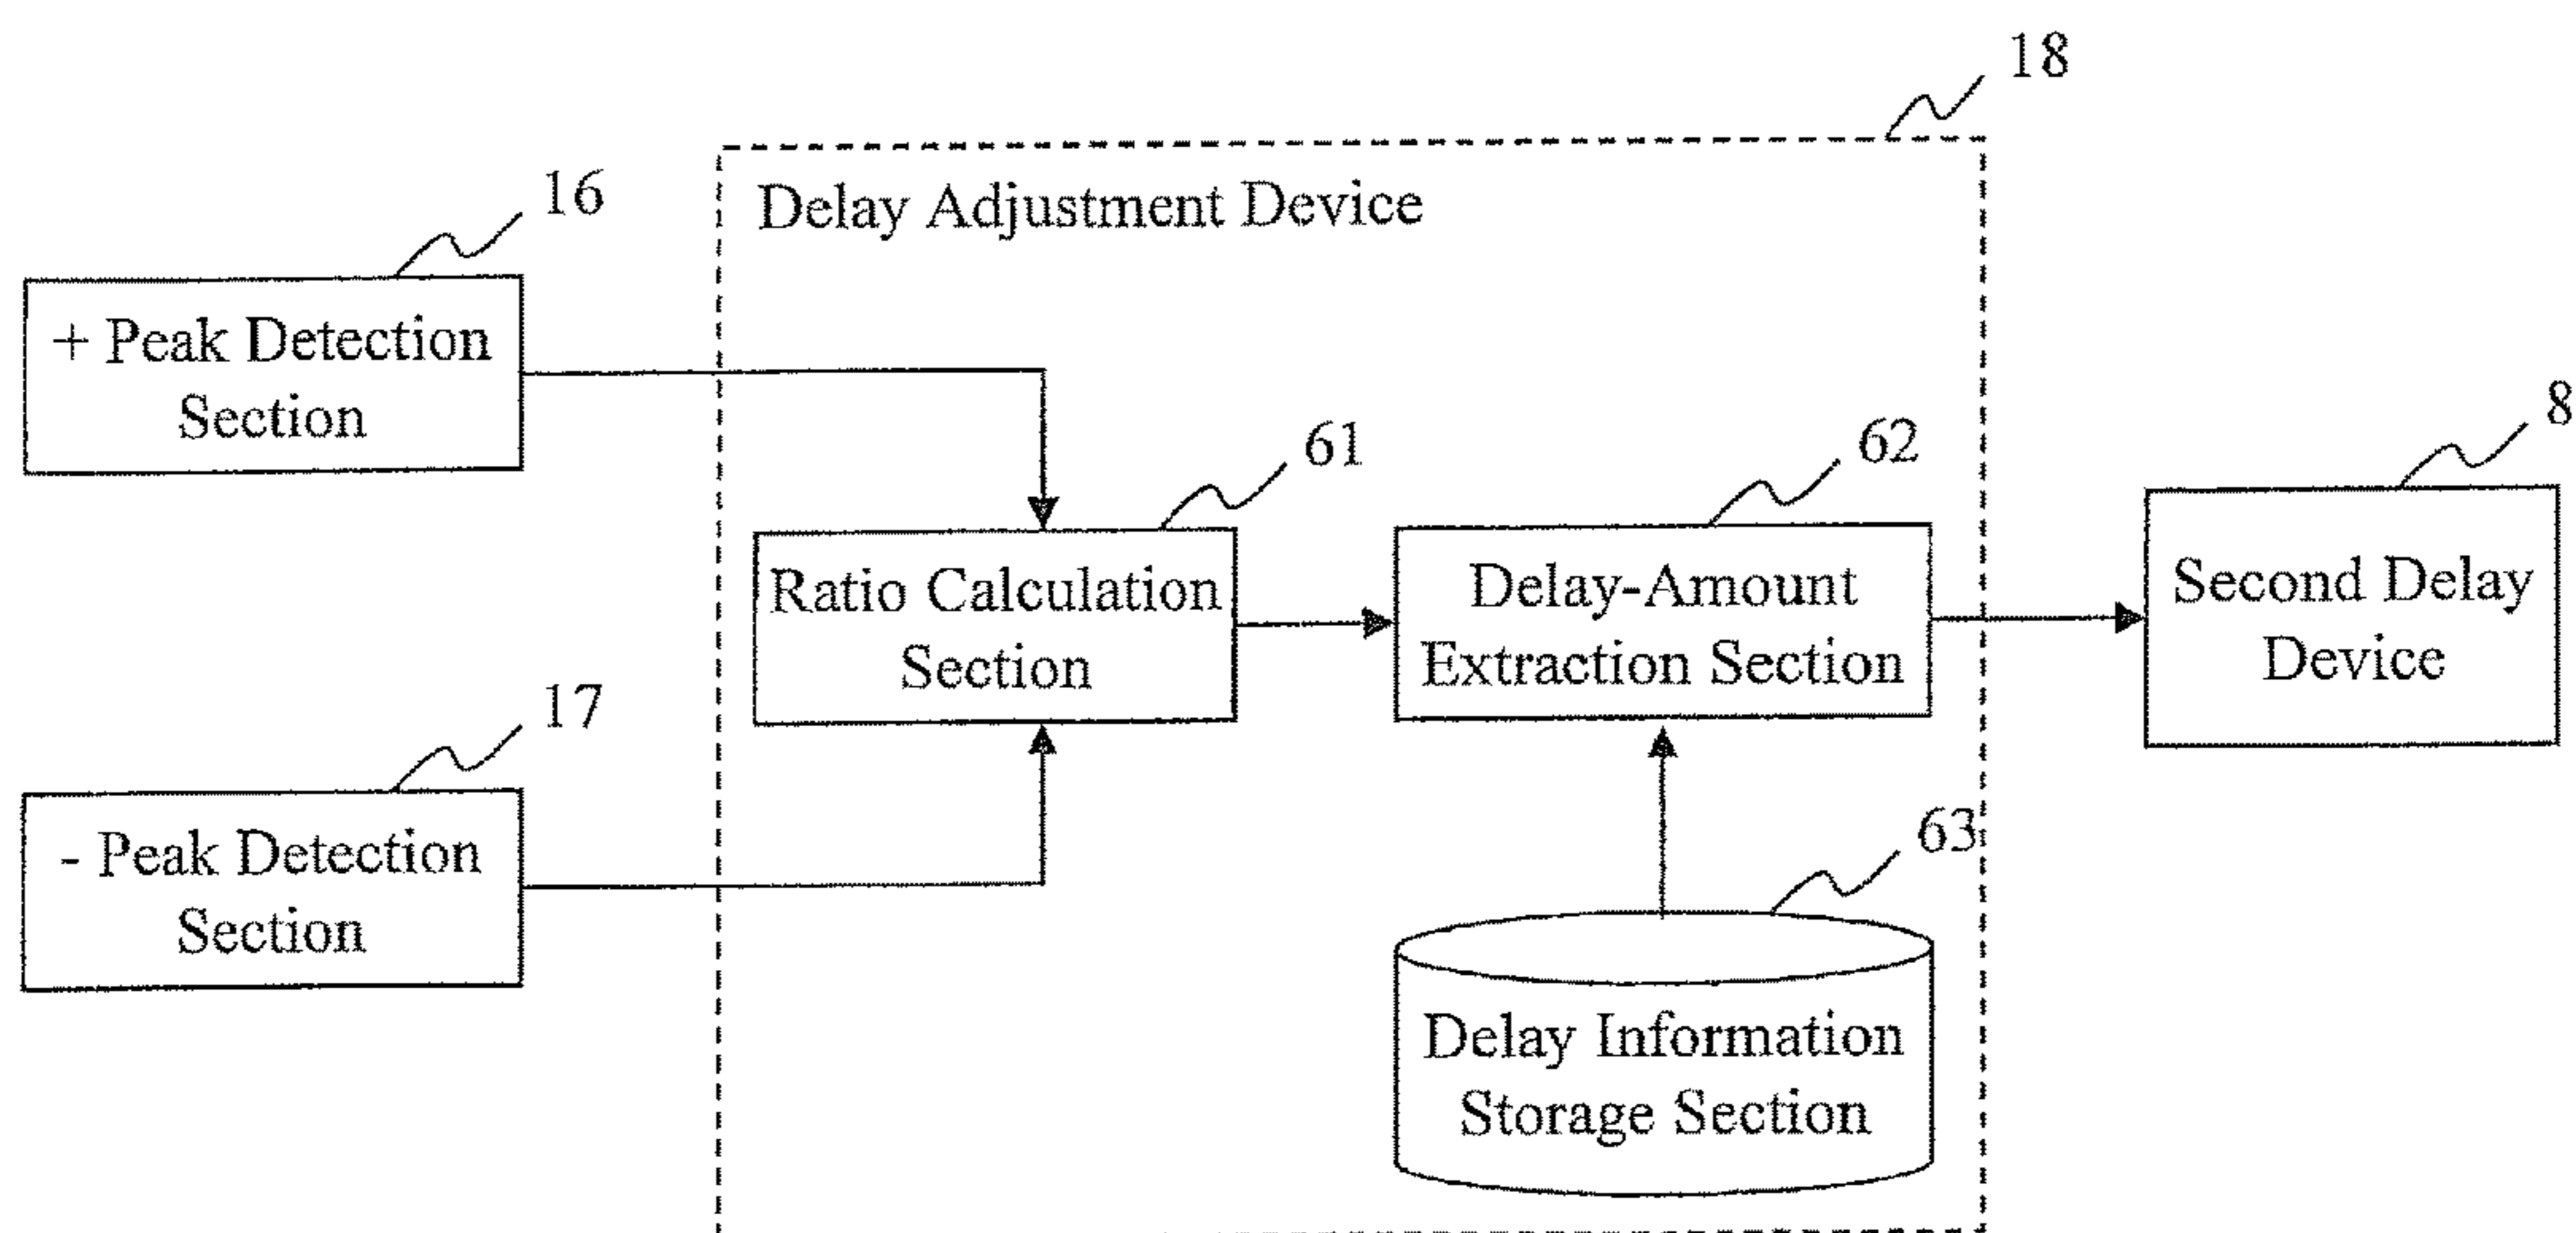 18
16
Delay Adjustment Device
+ Peak Detection
Section
61
62
8
Ratio Calculation
Section
Delay-Amount
Extraction Section
Second Delay
Device
17
- Peak Detection
Section
63
Delay Information
Storage Section